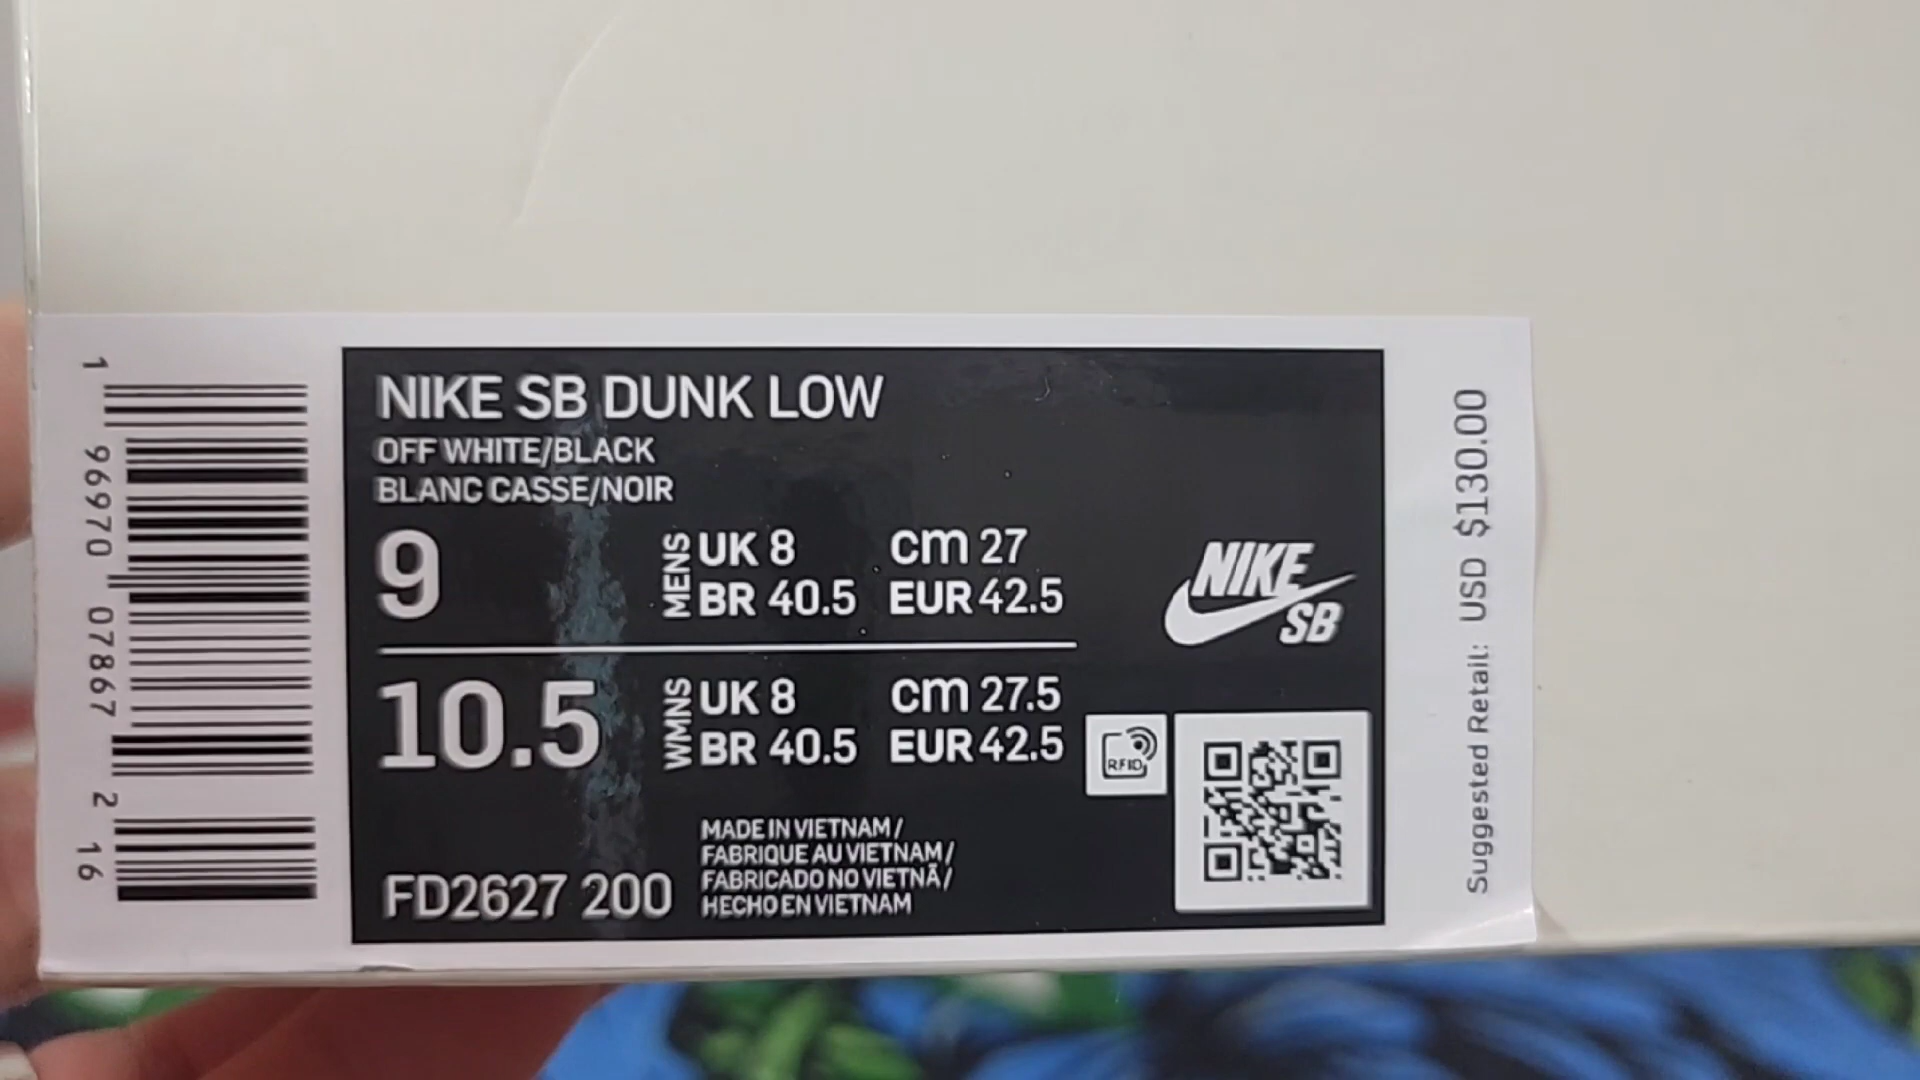 1 96970 07867 2 16
NIKE SB DUNK LOW
OFF WHITE/BLACK
BLANC CASSE/NOIR
9
MENS
UK 8 cm 27
BR 40.5 EUR 42.5
10.5
WMNS
UK 8 cm 27.5
BR 40.5 EUR 42.5
NIKE
SB
RFID
FD2627 200
MADE IN VIETNAM /
FABRIQUE AU VIETNAM /
FABRICADO NO VIETNÃ /
HECHO EN VIETNAM
Suggested Retail: USD $130.00